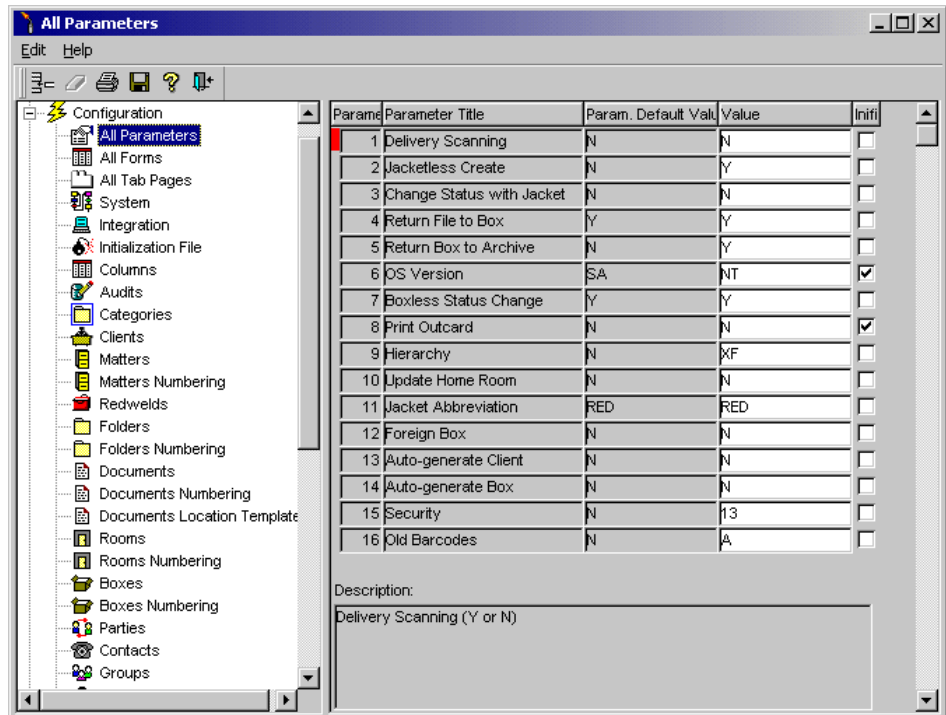 All Parameters
Edit Help
Configuration
All Parameters
All Forms
All Tab Pages
System
Integration
Initialization File
Columns
Audits
Categories
Clients
Matters
Matters Numbering
Redwelds
Folders
Folders Numbering
Documents
Documents Numbering
Documents Location Template
Rooms
Rooms Numbering
Boxes
Boxes Numbering
Parties
Contacts
Groups
Parame Parameter Title Param. Default Valu Value Inifi
1 Delivery Scanning N N
2 Jacketless Create N Y
3 Change Status with Jacket N N
4 Return File to Box Y Y
5 Return Box to Archive N Y
6 OS Version SA NT
7 Boxless Status Change Y Y
8 Print Outcard N N
9 Hierarchy N XF
10 Update Home Room N N
11 Jacket Abbreviation RED RED
12 Foreign Box N N
13 Auto-generate Client N N
14 Auto-generate Box N N
15 Security N 13
16 Old Barcodes N A
Description:
Delivery Scanning (Y or N)